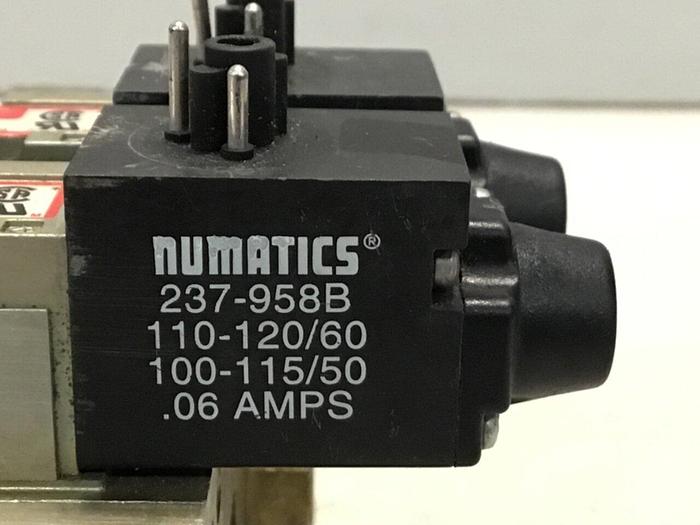 NUMATICS®
237-958B
110-120/60
100-115/50
.06 AMPS